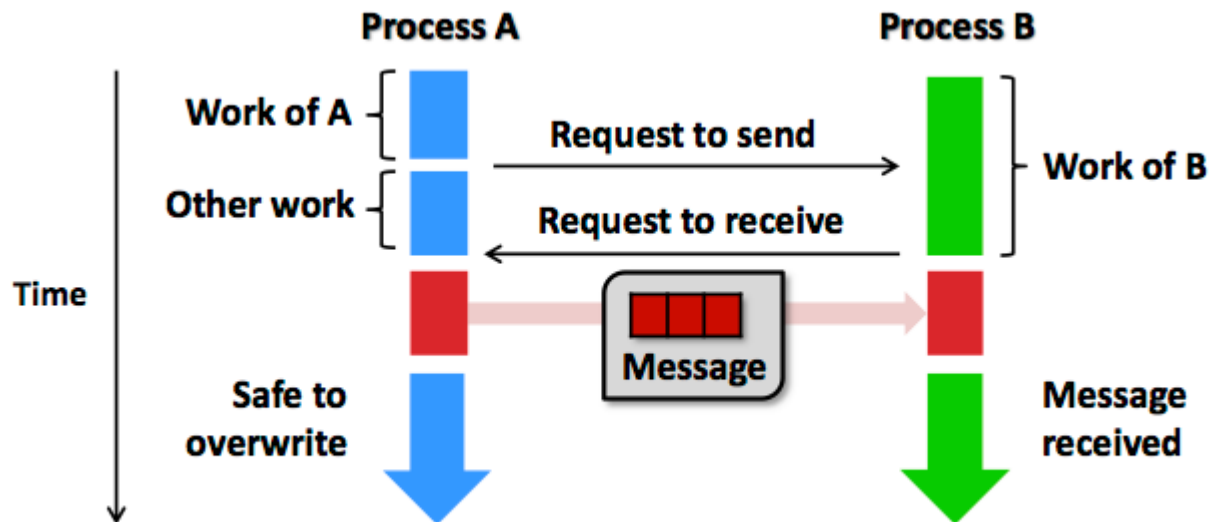 Process A
Process B
Work of A
Request to send
Work of B
Other work
Request to receive
Time
Message
Safe to
overwrite
Message
received